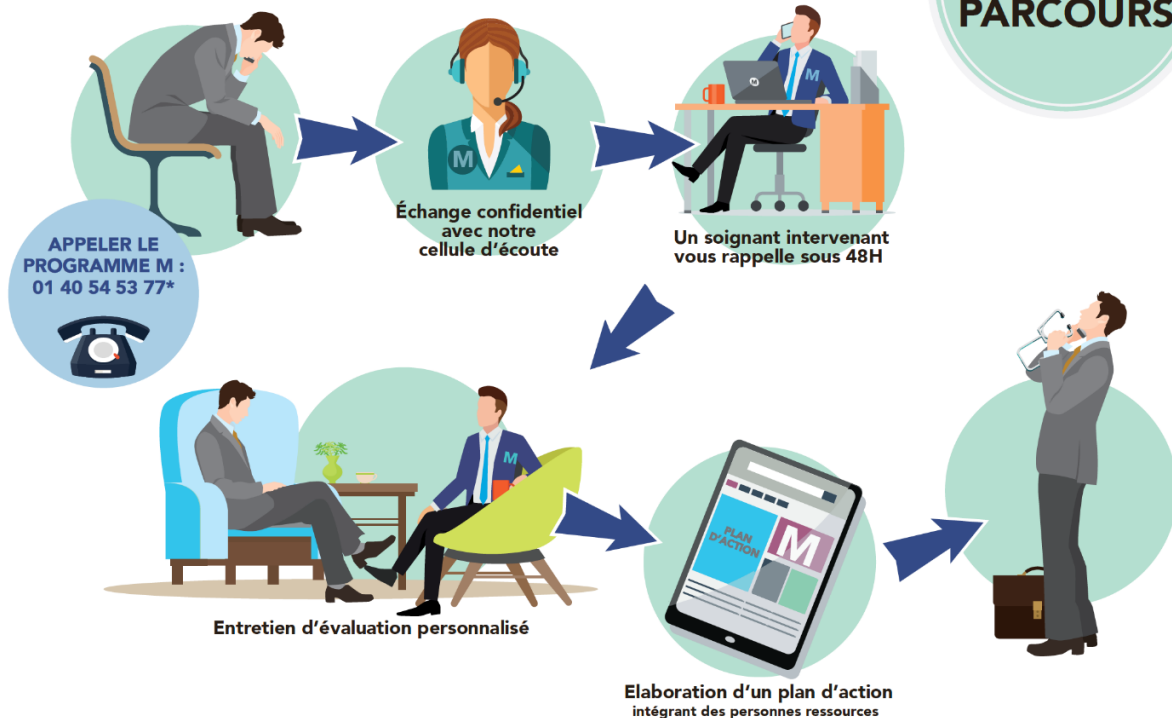 PARCOURS
M
M
M
Échange confidentiel
avec notre
cellule d'écoute
Un soignant intervenant
vous rappelle sous 48H
APPELER LE
PROGRAMME M :
01 40 54 53 77*
M
PLAN
D'ACTION
M
Entretien d'évaluation personnalisé
Elaboration d'un plan d'action
intégrant des personnes ressources